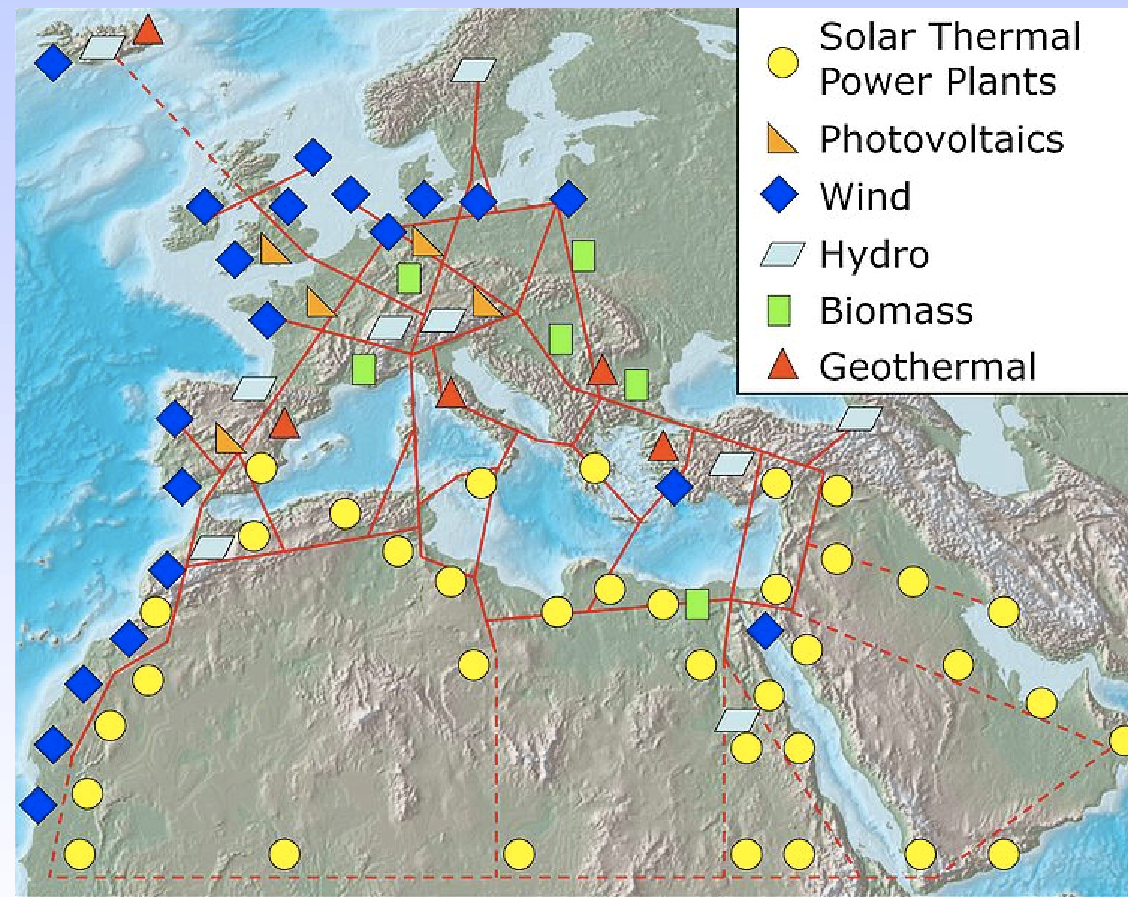 Solar Thermal
Power Plants
Photovoltaics
Wind
Hydro
Biomass
Geothermal